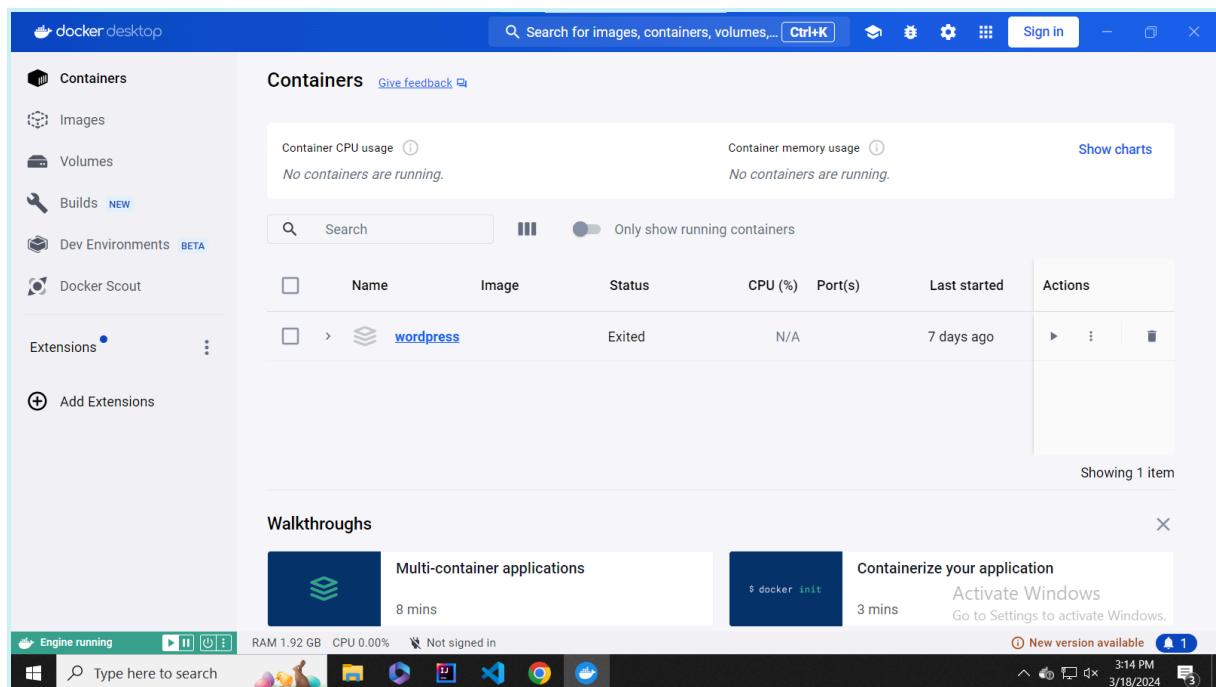 docker desktop
Search for images, containers, volumes,... Ctrl+K
Sign in
Containers
Images
Volumes
Builds NEW
Dev Environments BETA
Docker Scout
Extensions
Add Extensions
Containers Give feedback
Container CPU usage
No containers are running.
Container memory usage
No containers are running.
Show charts
Search
Only show running containers
Name Image Status CPU (%) Port(s) Last started Actions
wordpress Exited N/A 7 days ago
Showing 1 item
Walkthroughs
Multi-container applications
8 mins
$ docker init
Containerize your application
3 mins
Activate Windows
Go to Settings to activate Windows.
Engine running
RAM 1.92 GB CPU 0.00% Not signed in
New version available 1
Type here to search
3:14 PM
3/18/2024
3